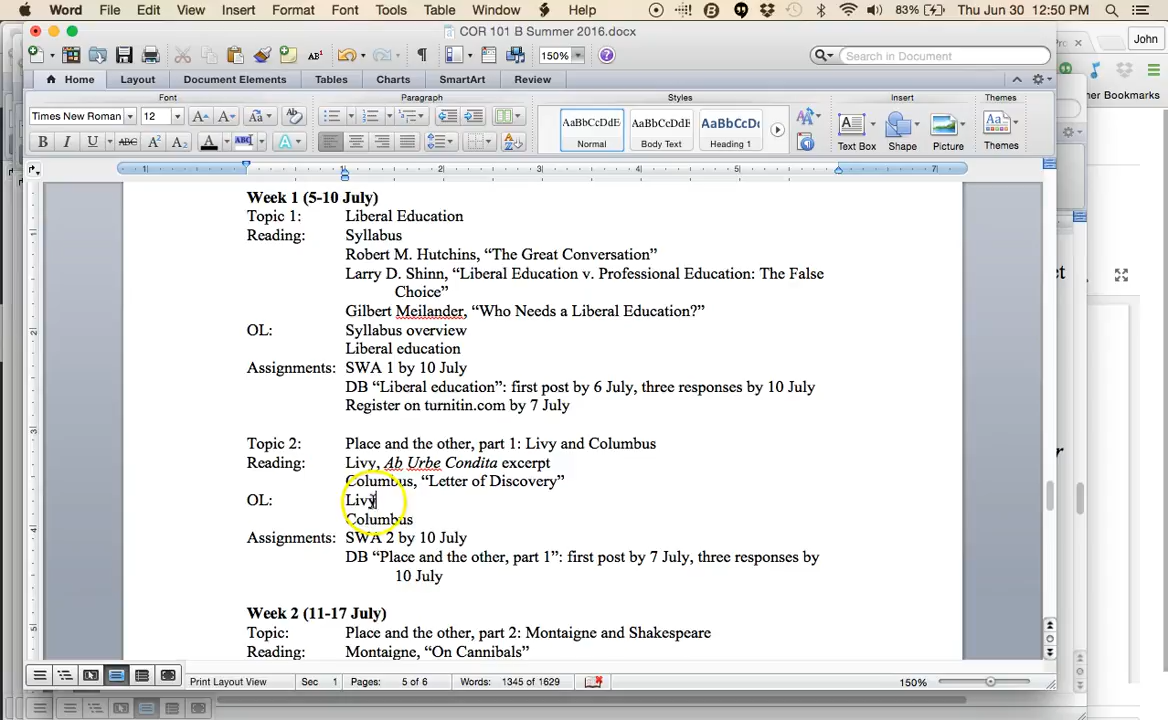 Word File Edit View Insert Format Font Tools Table Window Help 83% Thu Jun 30 12:50 PM
COR 101 B Summer 2016.docx
John
150% Search in Document
Home Layout Document Elements Tables Charts SmartArt Review
her Bookmarks
Font Paragraph Styles Insert Themes
Times New Roman 12
AaBbCcDdE AaBbCcDdE AaBbCcDc
Normal Body Text Heading 1 Text Box Shape Picture Themes
1 1 2 3 4 5 7
Week 1 (5-10 July)
Topic 1: Liberal Education
Reading: Syllabus
Robert M. Hutchins, “The Great Conversation”
Larry D. Shinn, “Liberal Education v. Professional Education: The False
Choice”
Gilbert Meilander, “Who Needs a Liberal Education?”
OL: Syllabus overview
Liberal education
Assignments: SWA 1 by 10 July
DB “Liberal education”: first post by 6 July, three responses by 10 July
Register on turnitin.com by 7 July
Topic 2: Place and the other, part 1: Livy and Columbus
Reading: Livy, Ab Urbe Condita excerpt
Columbus, “Letter of Discovery”
OL: Livy
Columbus
Assignments: SWA 2 by 10 July
DB “Place and the other, part 1”: first post by 7 July, three responses by
10 July
Week 2 (11-17 July)
Topic: Place and the other, part 2: Montaigne and Shakespeare
Reading: Montaigne, “On Cannibals”
Print Layout View Sec 1 Pages: 5 of 6 Words: 1345 of 1629 150%